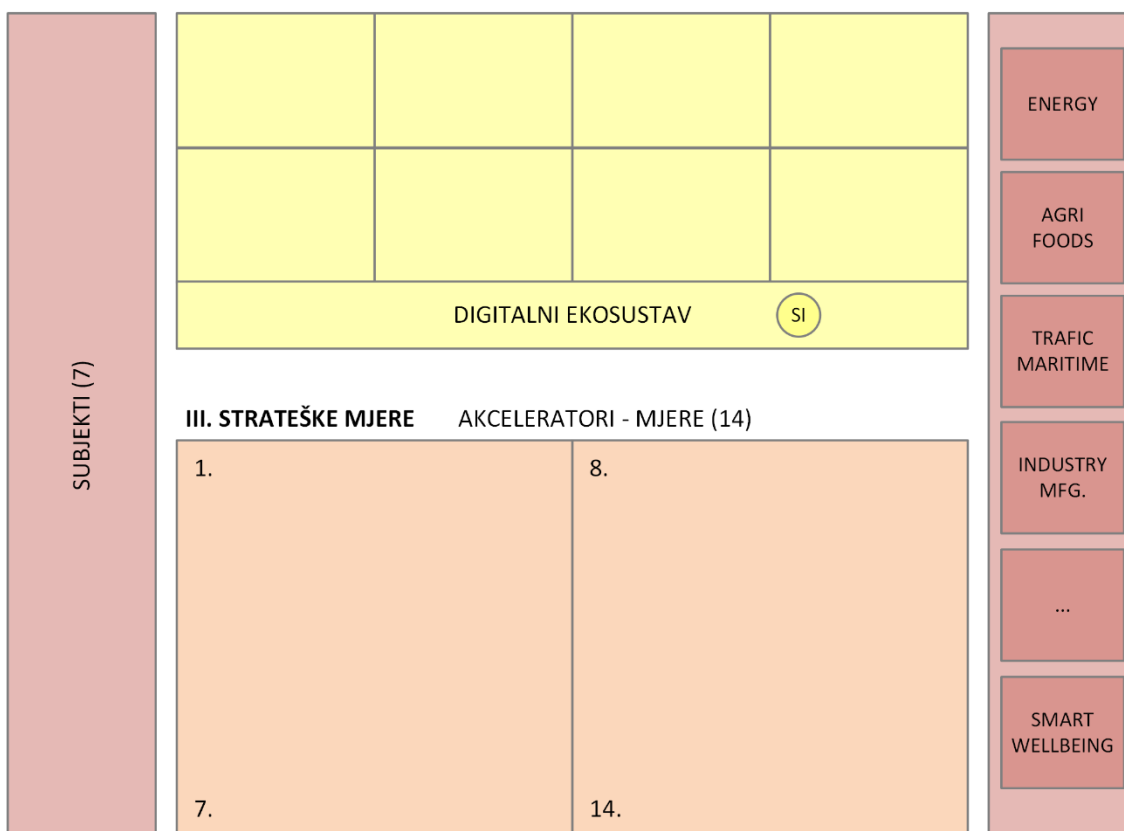 SUBJEKTI (7)
DIGITALNI EKOSUSTAV
SI
III. STRATEŠKE MJERE AKCELERATORI - MJERE (14)
1.
8.
7.
14.
ENERGY
AGRI
FOODS
TRAFIC
MARITIME
INDUSTRY
MFG.
...
SMART
WELLBEING